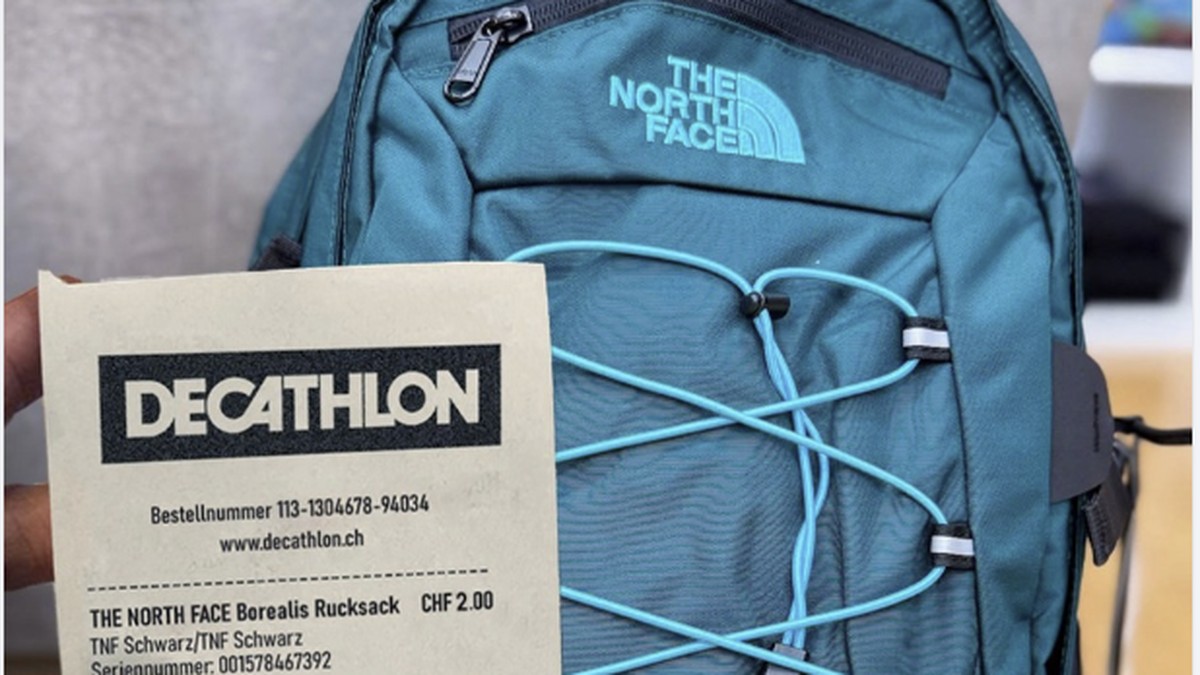 THE
NORTH
FACE
DECATHLON
Bestellnummer 113-1304678-94034
www.decathlon.ch
THE NORTH FACE Borealis Rucksack CHF 2.00
TNF Schwarz/TNF Schwarz
Seriennummer: 001578467392